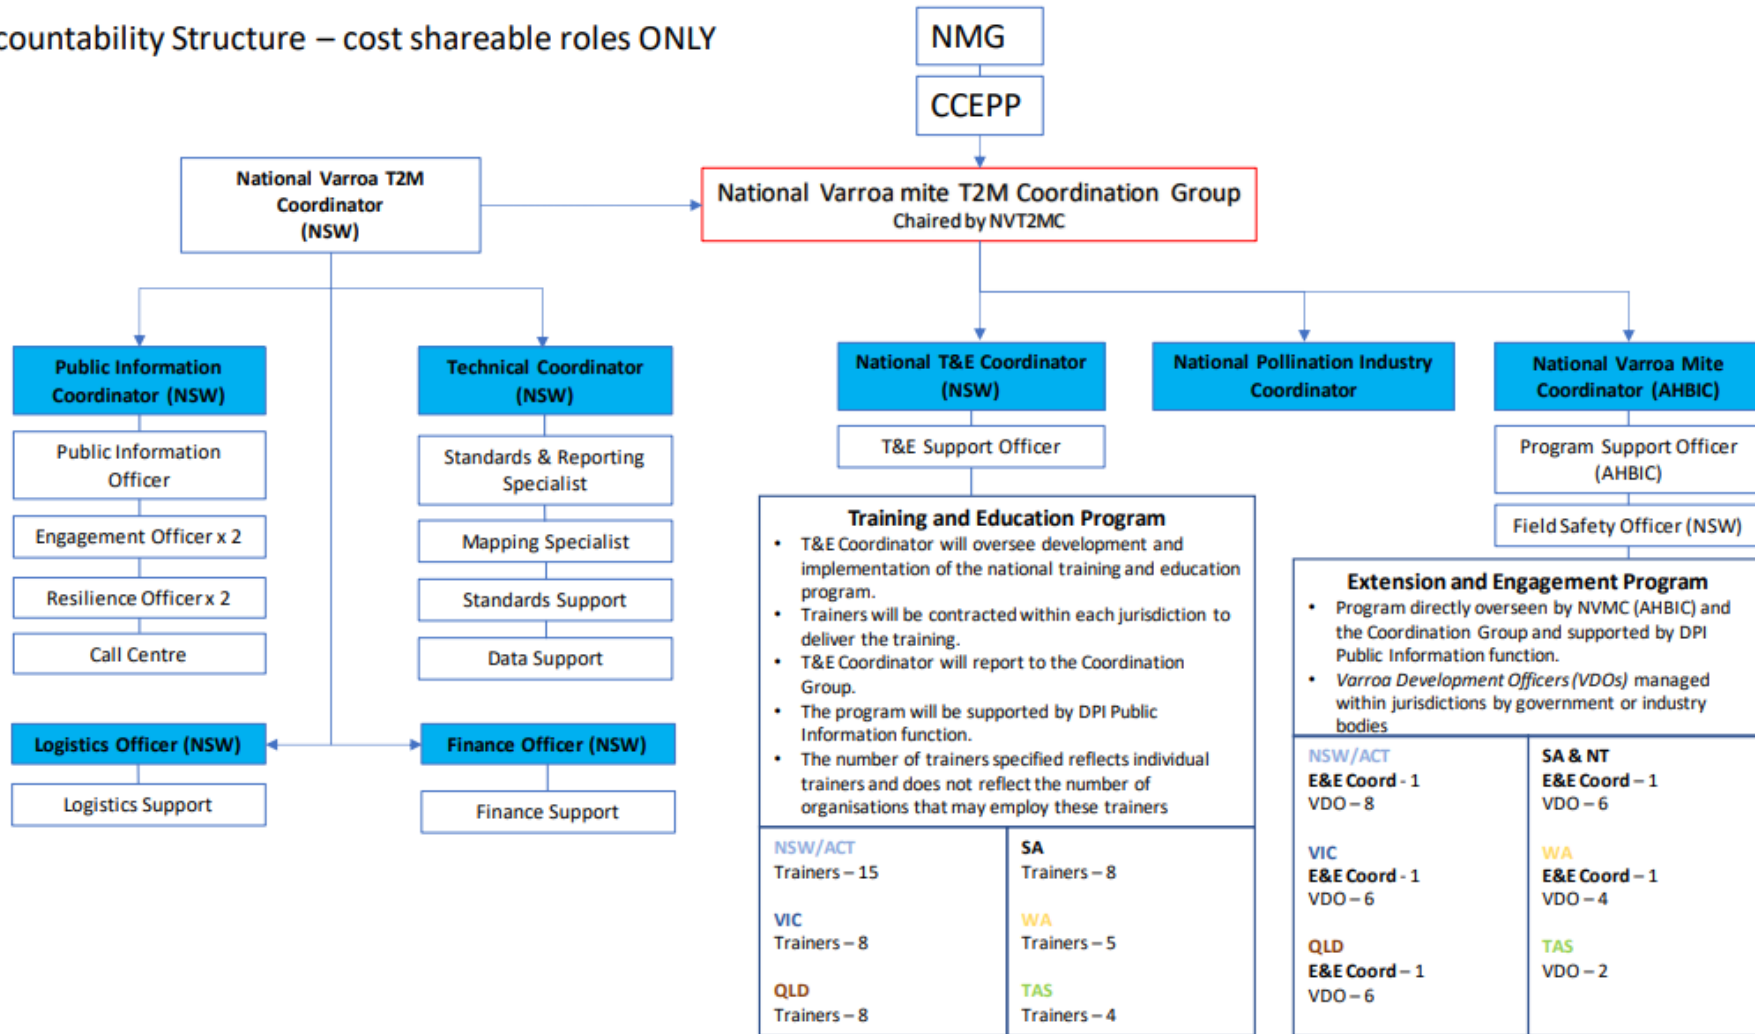 countability Structure – cost shareable roles ONLY
NMG
CCEPP
National Varroa T2M
Coordinator
(NSW)
National Varroa mite T2M Coordination Group
Chaired by NVT2MC
Public Information
Coordinator (NSW)
Public Information
Officer
Engagement Officer x 2
Resilience Officer x 2
Call Centre
Technical Coordinator
(NSW)
Standards & Reporting
Specialist
Mapping Specialist
Standards Support
Data Support
Logistics Officer (NSW)
Logistics Support
Finance Officer (NSW)
Finance Support
National T&E Coordinator
(NSW)
T&E Support Officer
National Pollination Industry
Coordinator
National Varroa Mite
Coordinator (AHBIC)
Program Support Officer
(AHBIC)
Field Safety Officer (NSW)
Training and Education Program
• T&E Coordinator will oversee development and
implementation of the national training and education
program.
• Trainers will be contracted within each jurisdiction to
deliver the training.
• T&E Coordinator will report to the Coordination
Group.
• The program will be supported by DPI Public
Information function.
• The number of trainers specified reflects individual
trainers and does not reflect the number of
organisations that may employ these trainers
NSW/ACT
Trainers – 15
VIC
Trainers – 8
QLD
Trainers – 8
SA
Trainers – 8
WA
Trainers – 5
TAS
Trainers – 4
Extension and Engagement Program
• Program directly overseen by NVMC (AHBIC) and
the Coordination Group and supported by DPI
Public Information function.
• Varroa Development Officers (VDOs) managed
within jurisdictions by government or industry
bodies
NSW/ACT
E&E Coord - 1
VDO – 8
VIC
E&E Coord - 1
VDO – 6
QLD
E&E Coord – 1
VDO – 6
SA & NT
E&E Coord – 1
VDO – 6
WA
E&E Coord – 1
VDO – 4
TAS
VDO – 2